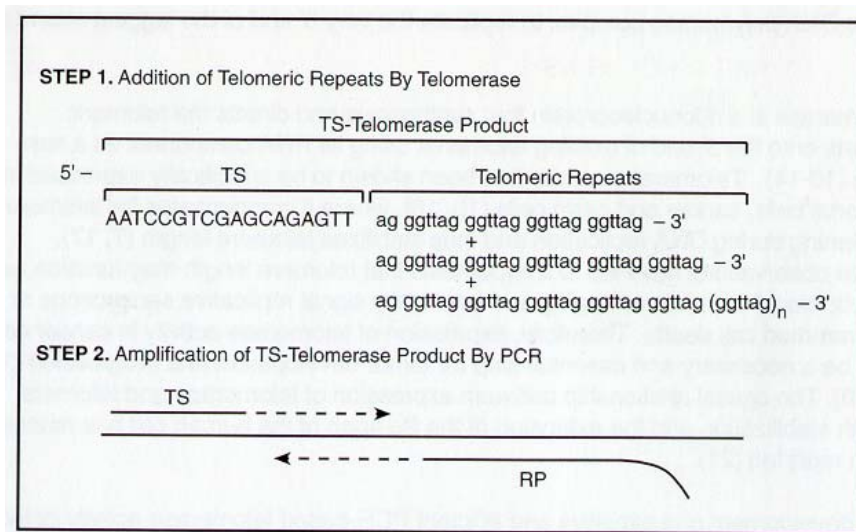 STEP 1. Addition of Telomeric Repeats By Telomerase
TS-Telomerase Product
5'
TS
Telomeric Repeats
AATCCGTCGAGCAGAGTT ag ggttag ggttag ggttag ggttag – 3'
+
ag ggttag ggttag ggttag ggttag ggttag – 3'
+
ag ggttag ggttag ggttag ggttag ggttag (ggttag)n – 3'
STEP 2. Amplification of TS-Telomerase Product By PCR
TS
RP